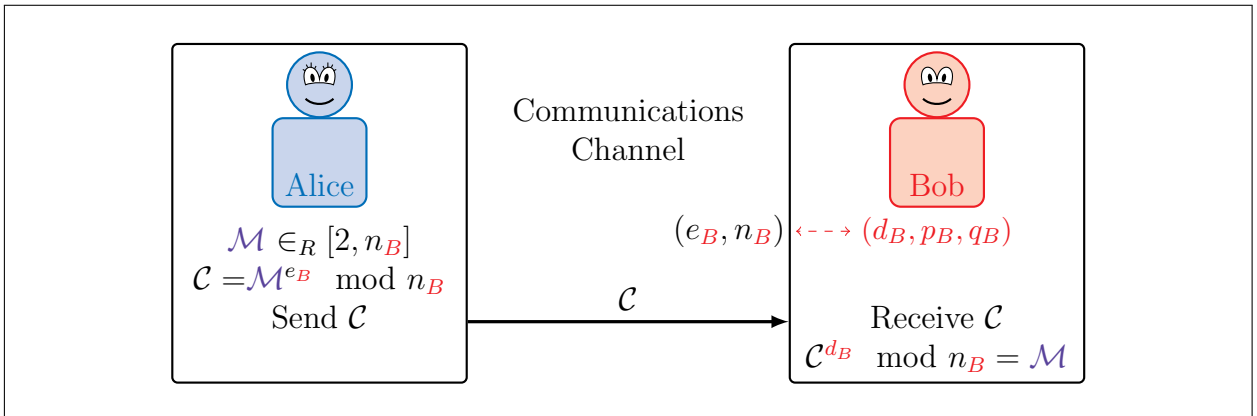 Communications
Channel
Alice
Bob
ℳ ∈_R [2, n_B]
(e_B, n_B) ⇠⇢ (d_B, p_B, q_B)
𝒞 =ℳ^{e_B} mod n_B
Send 𝒞
𝒞
Receive 𝒞
𝒞^{d_B} mod n_B = ℳ